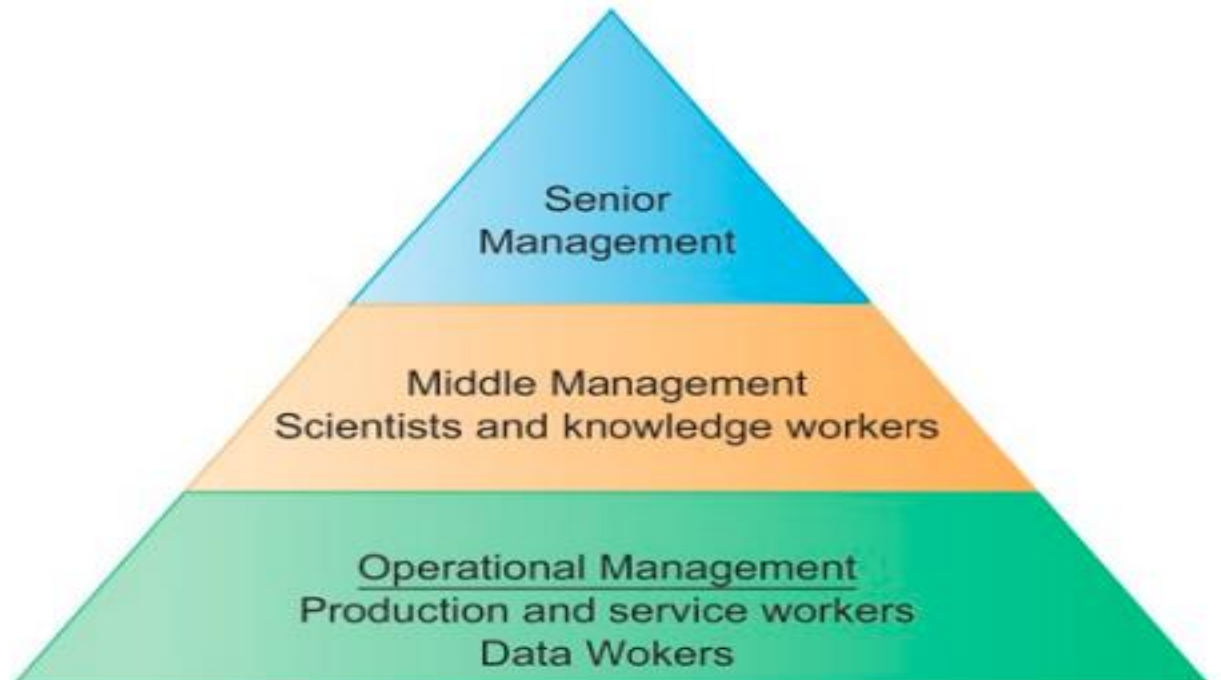 Senior
Management
Middle Management
Scientists and knowledge workers
Operational Management
Production and service workers
Data Wokers